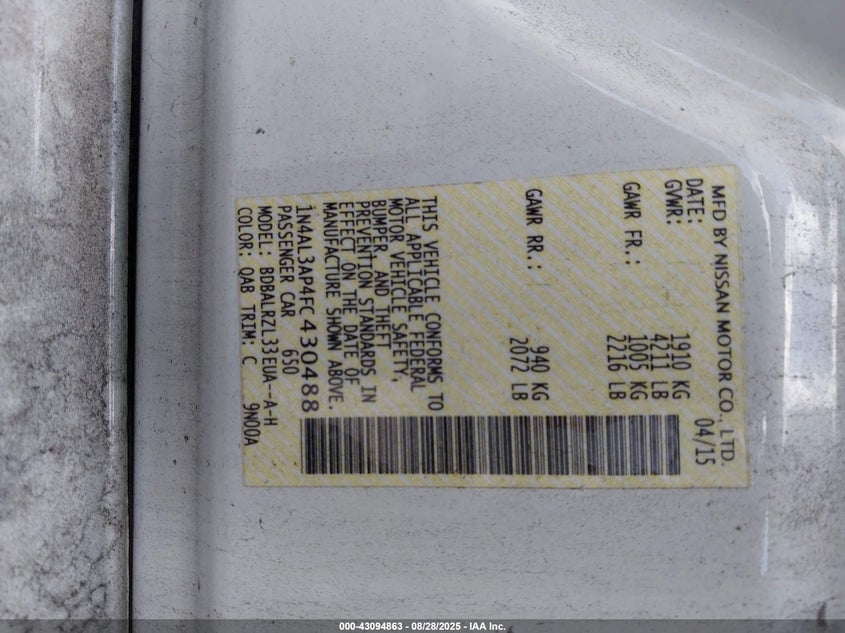 MFD BY NISSAN MOTOR CO., LTD.
DATE: 04/15
GVWR: 1910 KG
4211 LB
GAWR FR.: 1005 KG
2216 LB
GAWR RR.: 940 KG
2072 LB
THIS VEHICLE CONFORMS TO
ALL APPLICABLE FEDERAL
MOTOR VEHICLE SAFETY,
BUMPER, AND THEFT
PREVENTION STANDARDS IN
EFFECT ON THE DATE OF
MANUFACTURE SHOWN ABOVE.
1N4AL3AP4FC430488
PASSENGER CAR 650
MODEL: BDBALRZL33EUA--A-H
COLOR: QAB TRIM: C 9N00A
000-43094863 - 08/28/2025 - IAA Inc.